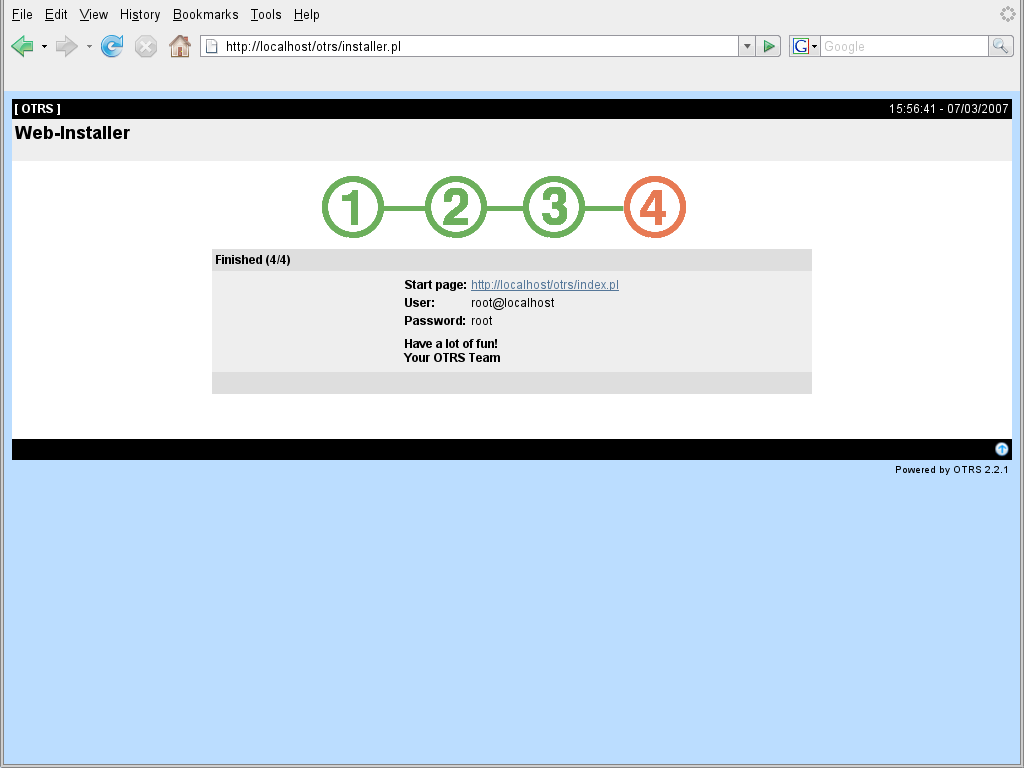 File Edit View History Bookmarks Tools Help
http://localhost/otrs/installer.pl
G Google
[ OTRS ] 15:56:41 - 07/03/2007
Web-Installer
1 2 3 4
Finished (4/4)
Start page: http://localhost/otrs/index.pl
User: root@localhost
Password: root
Have a lot of fun!
Your OTRS Team
Powered by OTRS 2.2.1